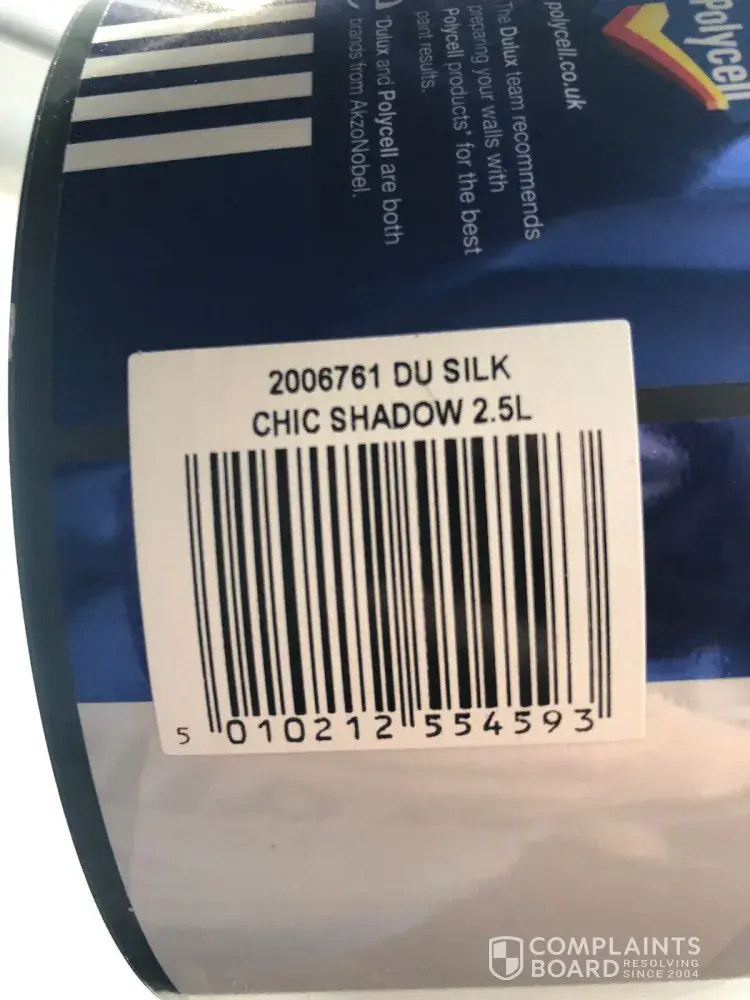 polycell
polycell.co.uk
The Dulux team recommends
preparing your walls with
Polycell products* for the best
paint results.
*Dulux and Polycell are both
brands from AkzoNobel.
2006761 DU SILK
CHIC SHADOW 2.5L
5 010212 554593
COMPLAINTS
BOARD RESOLVING
SINCE 2004